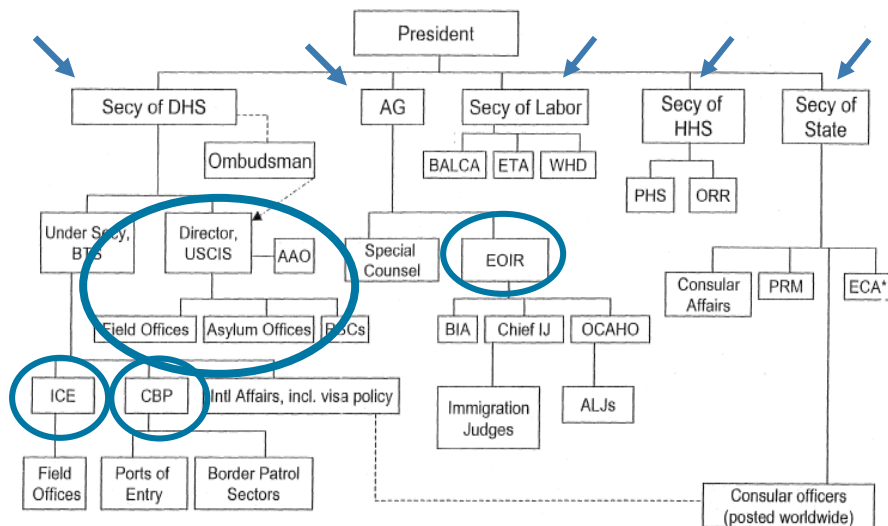 President
Secy of DHS
AG
Secy of Labor
Secy of
HHS
Secy of
State
Ombudsman
BALCA
ETA
WHD
PHS
ORR
Under Secy,
BTS
Director,
USCIS
AAO
Special
Counsel
EOIR
Consular
Affairs
PRM
ECA*
Field Offices
Asylum Offices
RSCs
BIA
Chief IJ
OCAHO
ICE
CBP
Intl Affairs, incl. visa policy
Immigration
Judges
ALJs
Field
Offices
Ports of
Entry
Border Patrol
Sectors
Consular officers
(posted worldwide)